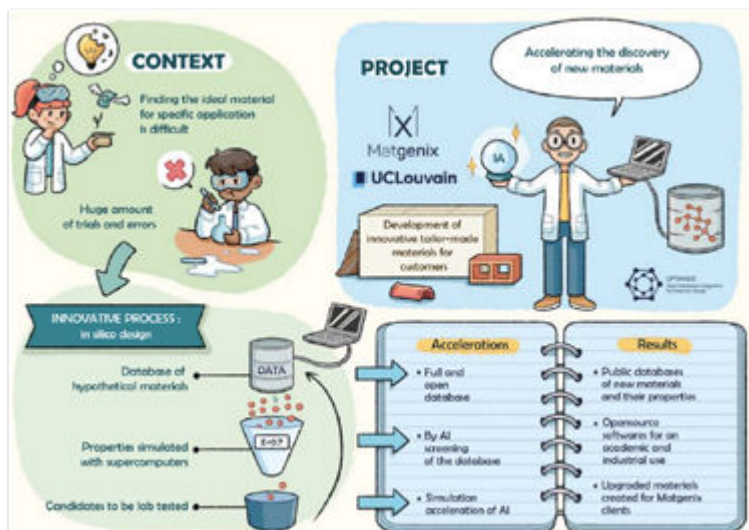 CONTEXT
Finding the ideal material
for specific application
is difficult
Huge amount
of trials and errors
PROJECT
Accelerating the discovery
of new materials
Matgenix
UCLouvain
IA
Development of
innovative tailor-made
materials for
customers
INNOVATIVE PROCESS :
in silico design
Database of
hypothetical materials
DATA
Properties simulated
with supercomputers
Candidates to be lab tested
Accelerations
• Full and
open
database
• By AI
screening
of the database
• Simulation
acceleration of AI
Results
• Public databases
of new materials
and their properties
• Opensource
softwares for an
academic and
industrial use
• Upgraded materials
created for Matgenix
clients